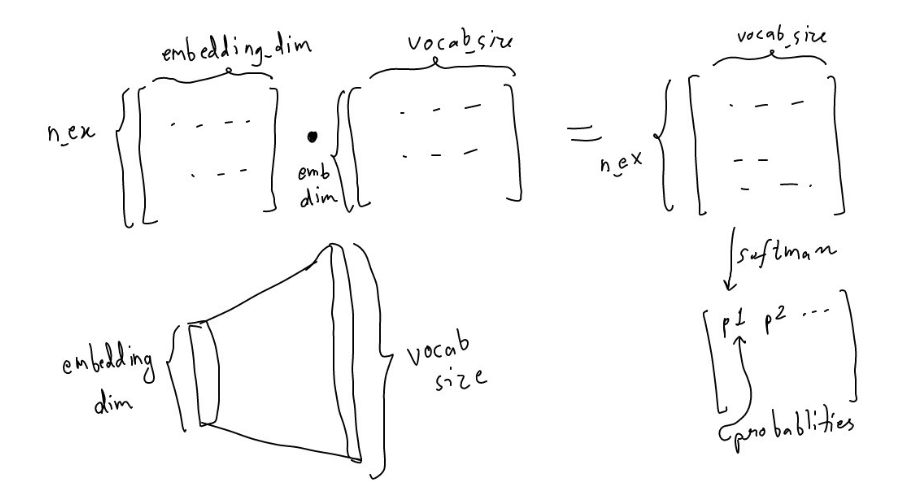 embedding_dim
vocab_size
vocab_size
n_ex
emb
dim
=
n_ex
softmax
p1 p2 ...
probablities
embedding
dim
vocab
size